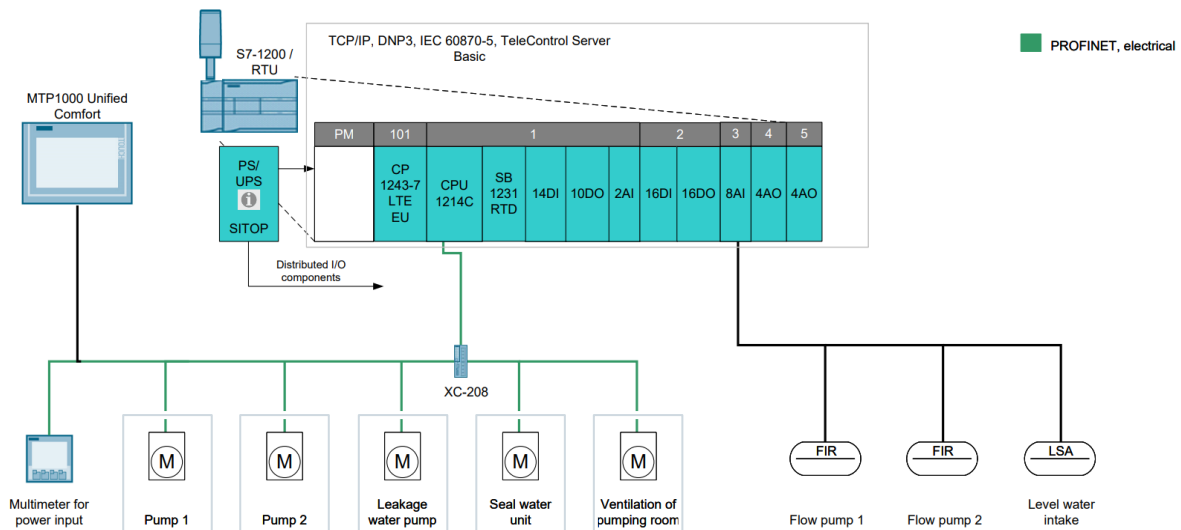 TCP/IP, DNP3, IEC 60870-5, TeleControl Server
Basic
PROFINET, electrical
S7-1200 /
RTU
MTP1000 Unified
Comfort
PM
101
1
2
3
4
5
PS/
UPS
SITOP
CP
1243-7
LTE
EU
CPU
1214C
SB
1231
RTD
14DI
10DO
2AI
16DI
16DO
8AI
4AO
4AO
Distributed I/O
components
XC-208
M
M
M
M
M
FIR
FIR
LSA
Multimeter for
power input
Pump 1
Pump 2
Leakage
water pump
Seal water
unit
Ventilation of
pumping room
Flow pump 1
Flow pump 2
Level water
intake